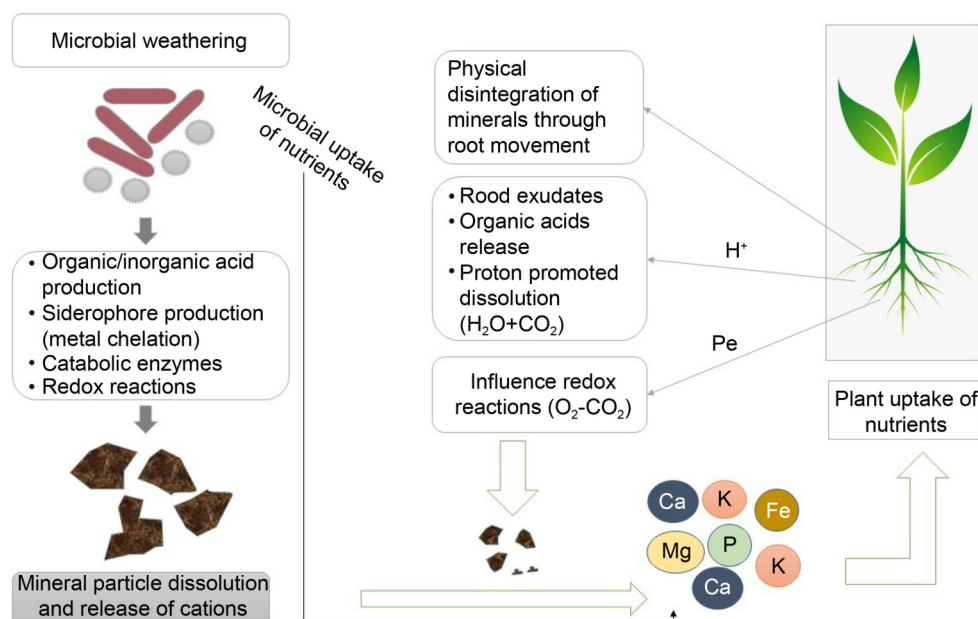 Microbial weathering
Microbial uptake
of nutrients
• Organic/inorganic acid
production
• Siderophore production
(metal chelation)
• Catabolic enzymes
• Redox reactions
Mineral particle dissolution
and release of cations
Physical
disintegration of
minerals through
root movement
• Rood exudates
• Organic acids
release
• Proton promoted
dissolution
(H₂O+CO₂)
H⁺
Pe
Influence redox
reactions (O₂-CO₂)
Plant uptake of
nutrients
Ca
K
Fe
Mg
P
K
Ca